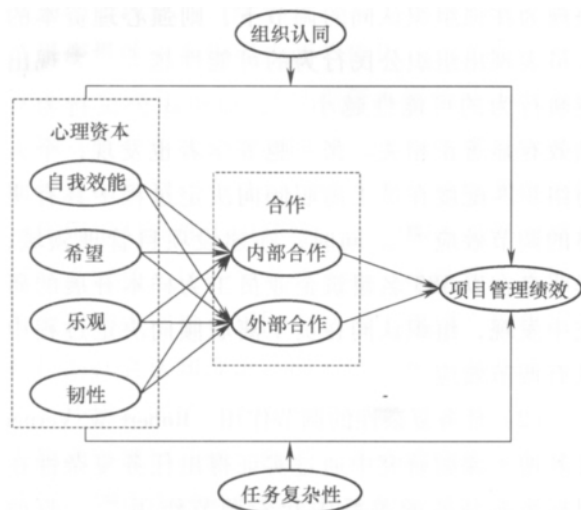 组织认同
心理资本
自我效能
合作
希望
内部合作
项目管理绩效
乐观
外部合作
韧性
任务复杂性